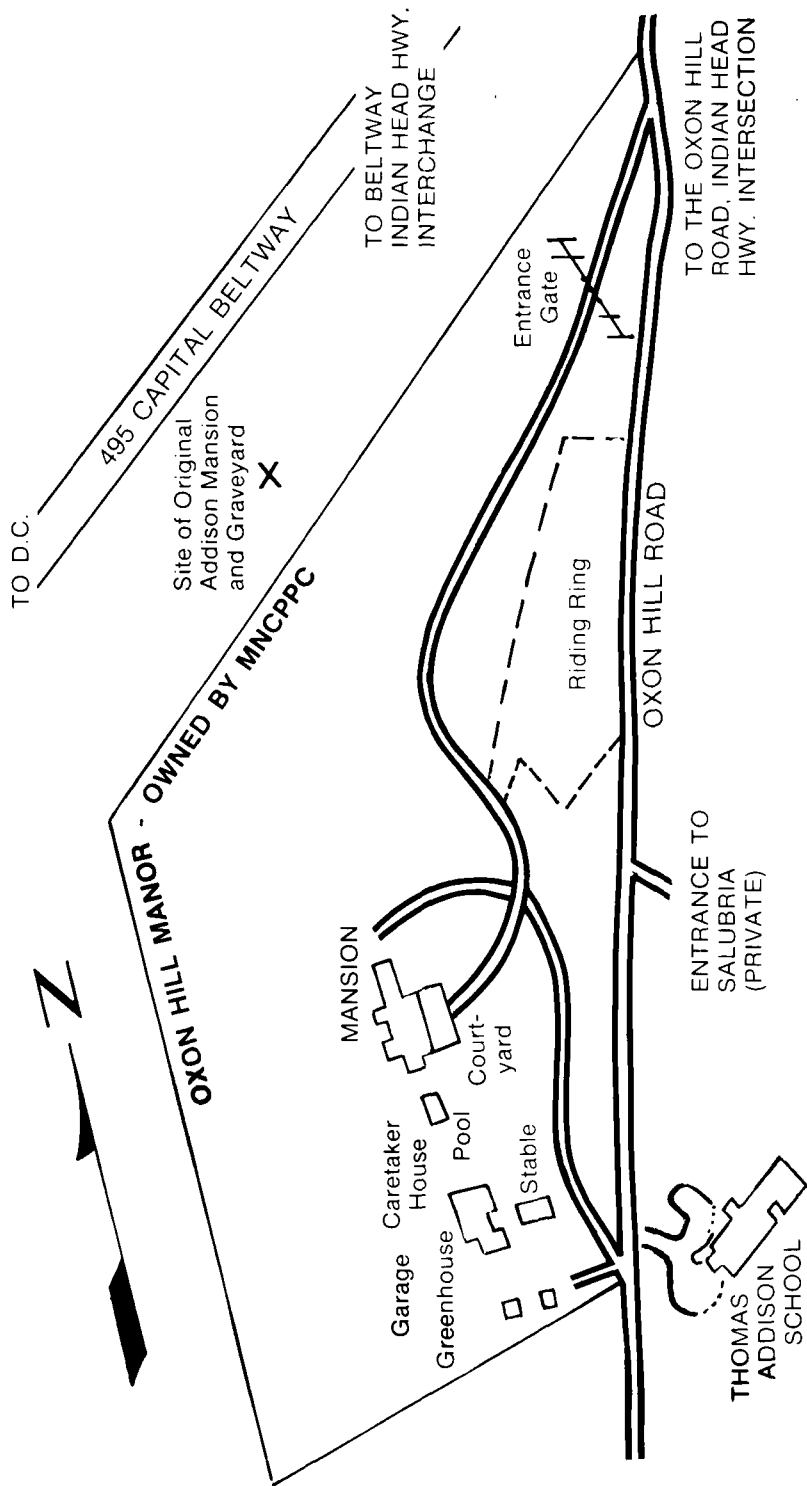 TO D.C.
495 CAPITAL BELTWAY
TO BELTWAY
INDIAN HEAD HWY.
INTERCHANGE
Site of Original
Addison Mansion
and Graveyard
X
N
OXON HILL MANOR - OWNED BY MNCPPC
Entrance
Gate
MANSION
Court-
yard
Pool
Caretaker
House
Garage
Greenhouse
Stable
Riding Ring
OXON HILL ROAD
TO THE OXON HILL
ROAD, INDIAN HEAD
HWY. INTERSECTION
ENTRANCE TO
SALUBRIA
(PRIVATE)
THOMAS
ADDISON
SCHOOL